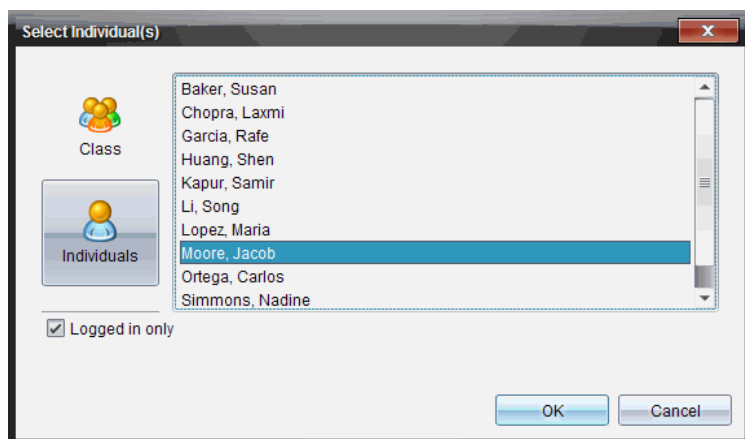 Select Individual(s)
Class
Individuals
Logged in only
Baker, Susan
Chopra, Laxmi
Garcia, Rafe
Huang, Shen
Kapur, Samir
Li, Song
Lopez, Maria
Moore, Jacob
Ortega, Carlos
Simmons, Nadine
OK
Cancel